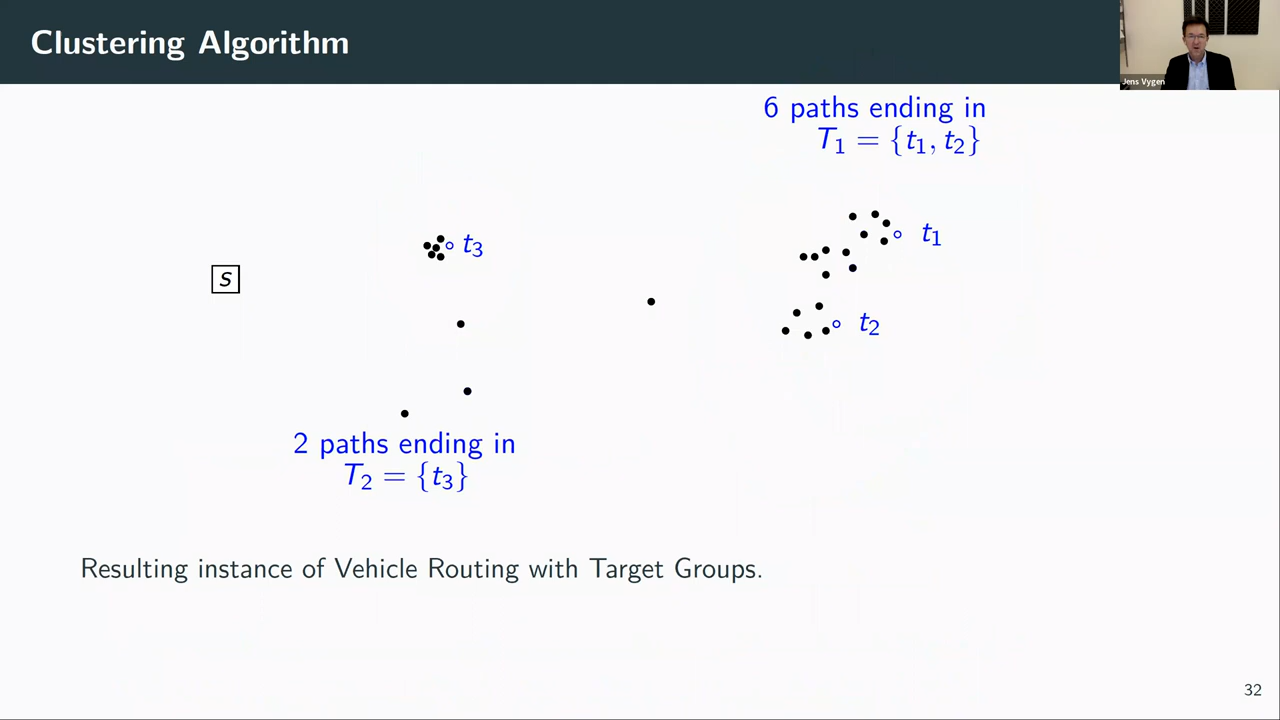 Clustering Algorithm
Jens Vygen
6 paths ending in
T₁ = {t₁, t₂}
t₃
t₁
s
t₂
2 paths ending in
T₂ = {t₃}
Resulting instance of Vehicle Routing with Target Groups.
32